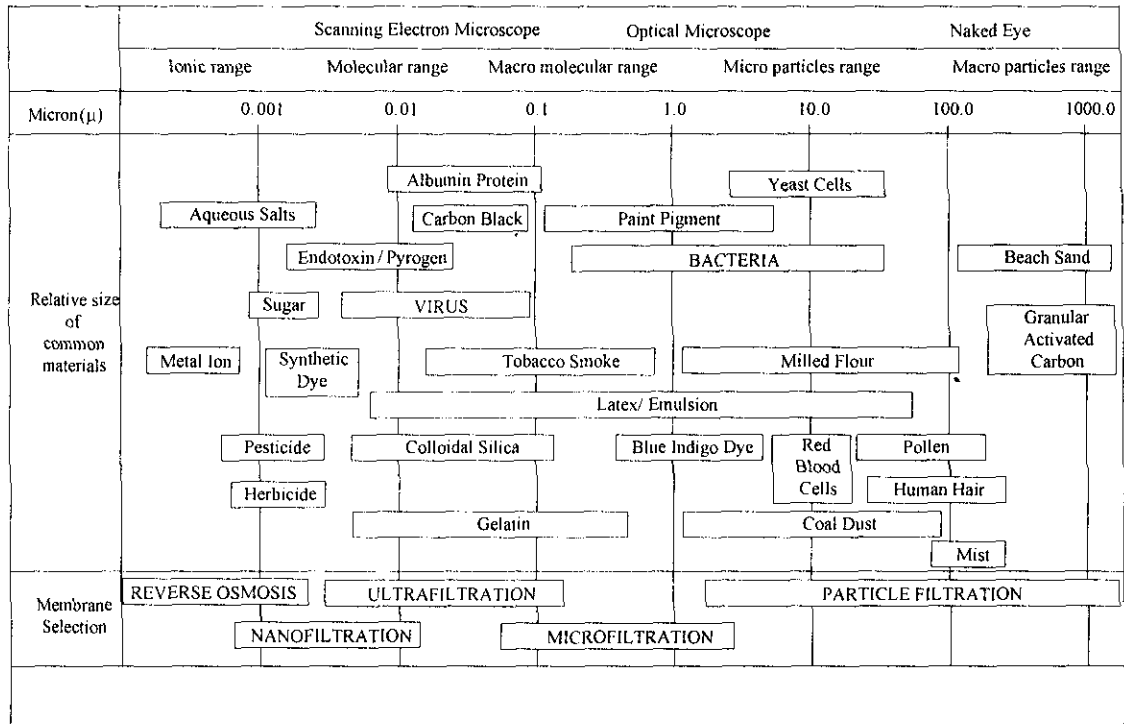 Scanning Electron Microscope Optical Microscope Naked Eye
Ionic range Molecular range Macro molecular range Micro particles range Macro particles range
Micron(μ) 0.001 0.01 0.1 1.0 10.0 100.0 1000.0
Relative size
of
common
materials
Albumin Protein Yeast Cells
Aqueous Salts Carbon Black Paint Pigment
Endotoxin / Pyrogen BACTERIA Beach Sand
Sugar VIRUS
Granular
Activated
Carbon
Metal Ion
Synthetic
Dye
Tobacco Smoke Milled Flour
Latex/ Emulsion
Pesticide Colloidal Silica Blue Indigo Dye
Red
Blood
Cells
Pollen
Herbicide Human Hair
Gelatin Coal Dust
Mist
Membrane
Selection
REVERSE OSMOSIS ULTRAFILTRATION PARTICLE FILTRATION
NANOFILTRATION MICROFILTRATION